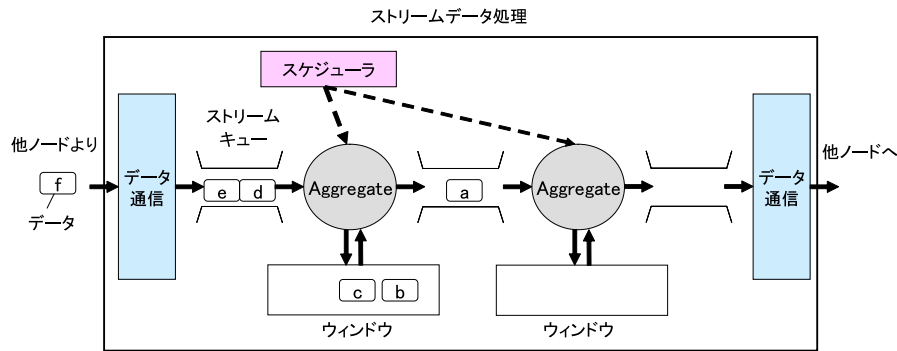 ストリームデータ処理
スケジューラ
ストリーム
キュー
他ノードより
f
データ
データ
通信
e d
Aggregate
a
Aggregate
データ
通信
他ノードへ
c b
ウィンドウ
ウィンドウ